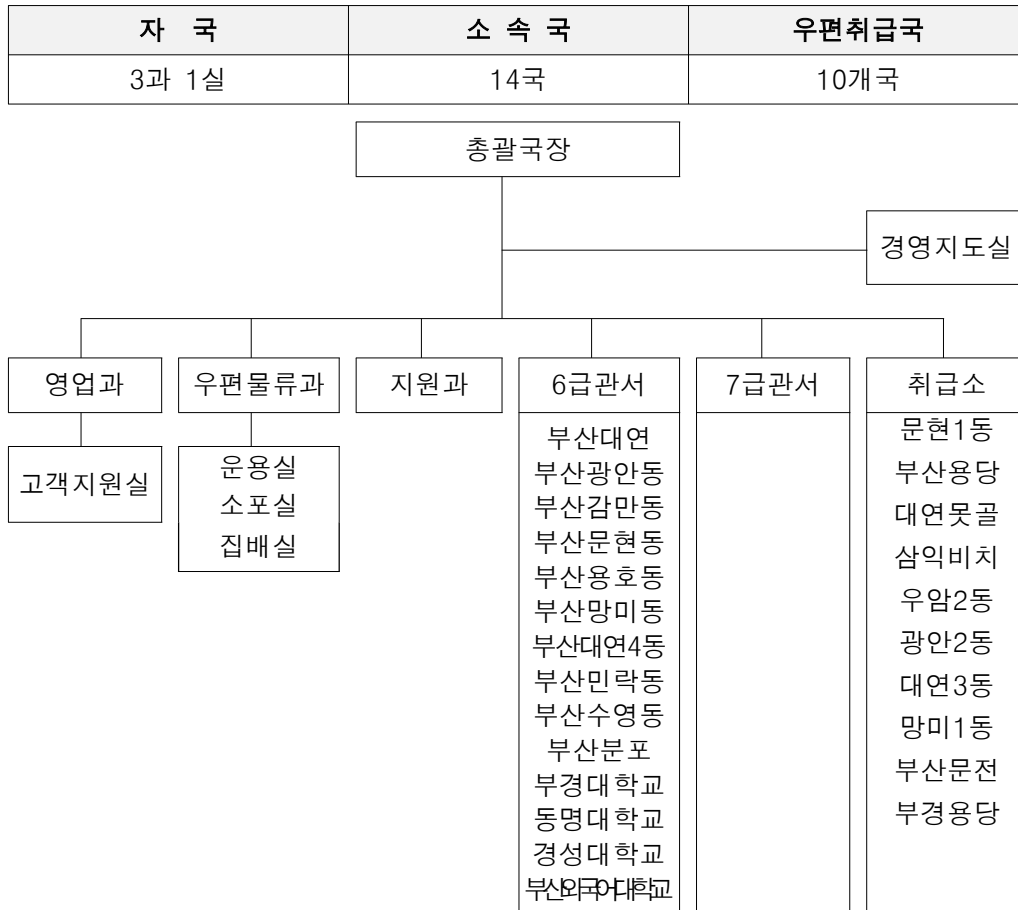 자 국 소 속 국 우편취급국
3과 1실 14국 10개국
총괄국장
경영지도실
영업과 우편물류과 지원과 6급관서 7급관서 취급소
고객지원실
운용실
소포실
집배실
부산대연
부산광안동
부산감만동
부산문현동
부산용호동
부산망미동
부산대연4동
부산민락동
부산수영동
부산분포
부경대학교
동명대학교
경성대학교
부산외국어대학교
문현1동
부산용당
대연못골
삼익비치
우암2동
광안2동
대연3동
망미1동
부산문전
부경용당